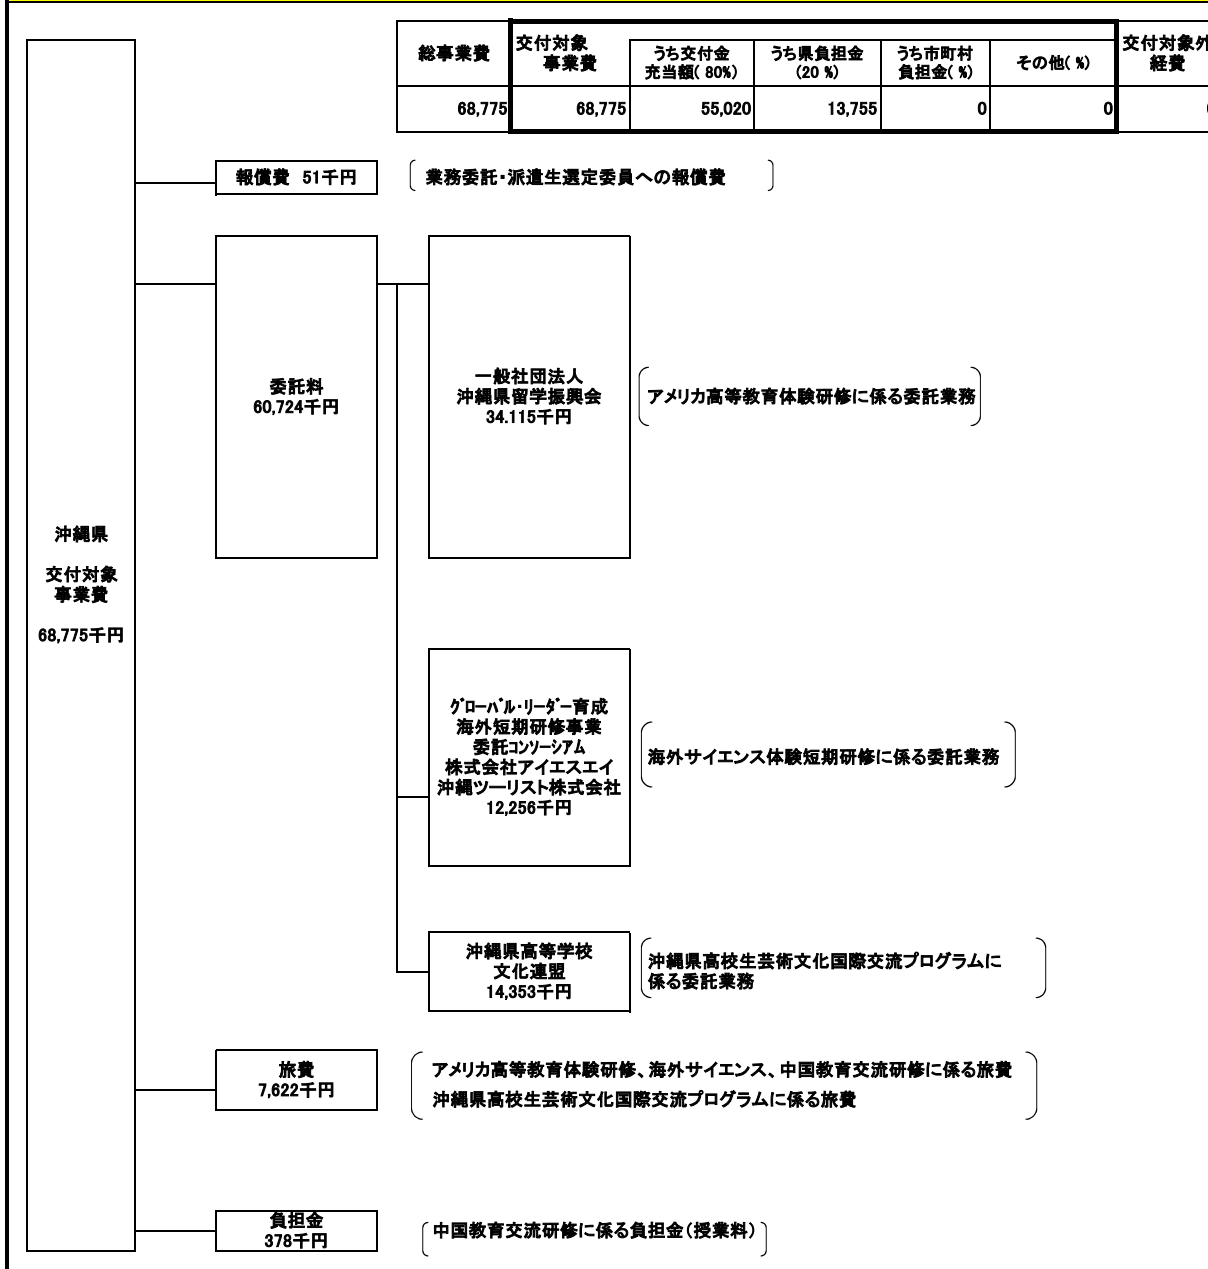 総事業費
交付対象
事業費
うち交付金
充当額( 80%)
うち県負担金
(20 %)
うち市町村
負担金( %)
その他( %)
交付対象外
経費
68,775
68,775
55,020
13,755
0
0
報償費 51千円
業務委託・派遣生選定委員への報償費
委託料
60,724千円
一般社団法人
沖縄県留学振興会
34.115千円
アメリカ高等教育体験研修に係る委託業務
沖縄県
交付対象
事業費
68,775千円
グローバル・リーダー育成
海外短期研修事業
委託コンソーシアム
株式会社アイエスエイ
沖縄ツーリスト株式会社
12,256千円
海外サイエンス体験短期研修に係る委託業務
沖縄県高等学校
文化連盟
14,353千円
沖縄県高校生芸術文化国際交流プログラムに
係る委託業務
旅費
7,622千円
アメリカ高等教育体験研修、海外サイエンス、中国教育交流研修に係る旅費
沖縄県高校生芸術文化国際交流プログラムに係る旅費
負担金
378千円
中国教育交流研修に係る負担金(授業料)